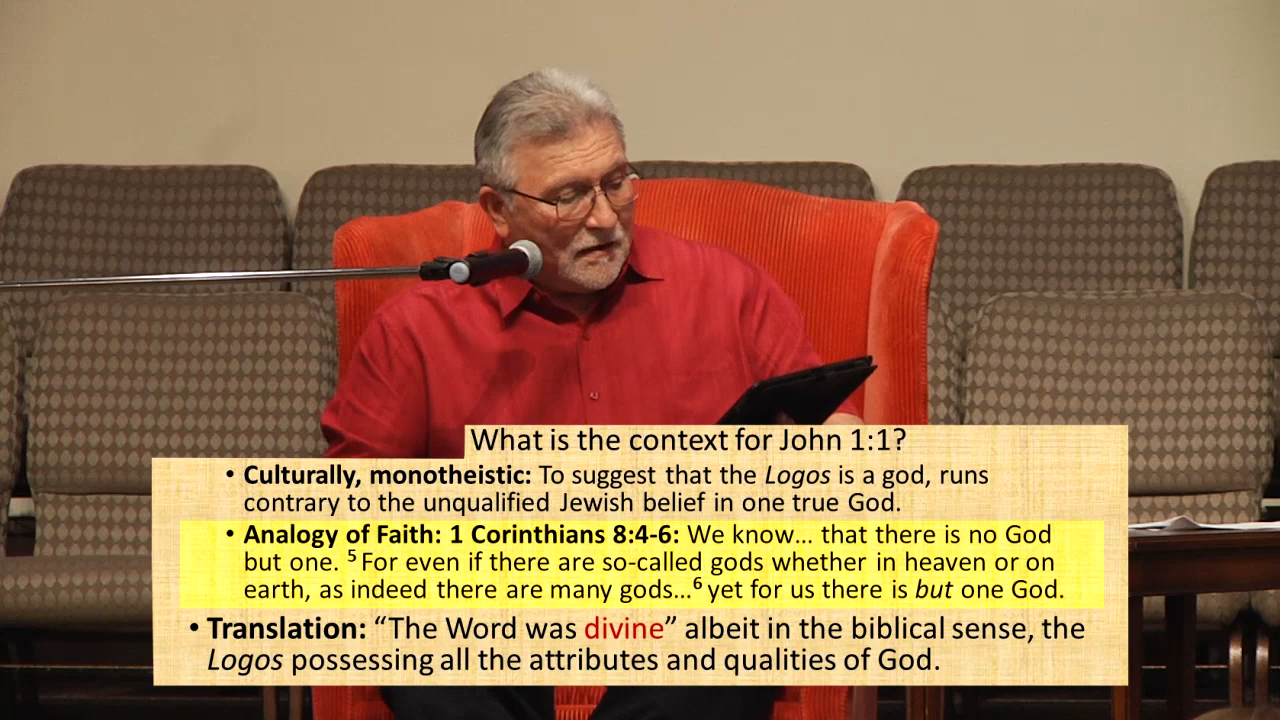 What is the context for John 1:1?
• Culturally, monotheistic: To suggest that the Logos is a god, runs
contrary to the unqualified Jewish belief in one true God.
• Analogy of Faith: 1 Corinthians 8:4-6: We know… that there is no God
but one. ⁵ For even if there are so-called gods whether in heaven or on
earth, as indeed there are many gods…⁶ yet for us there is but one God.
• Translation: “The Word was divine” albeit in the biblical sense, the
Logos possessing all the attributes and qualities of God.